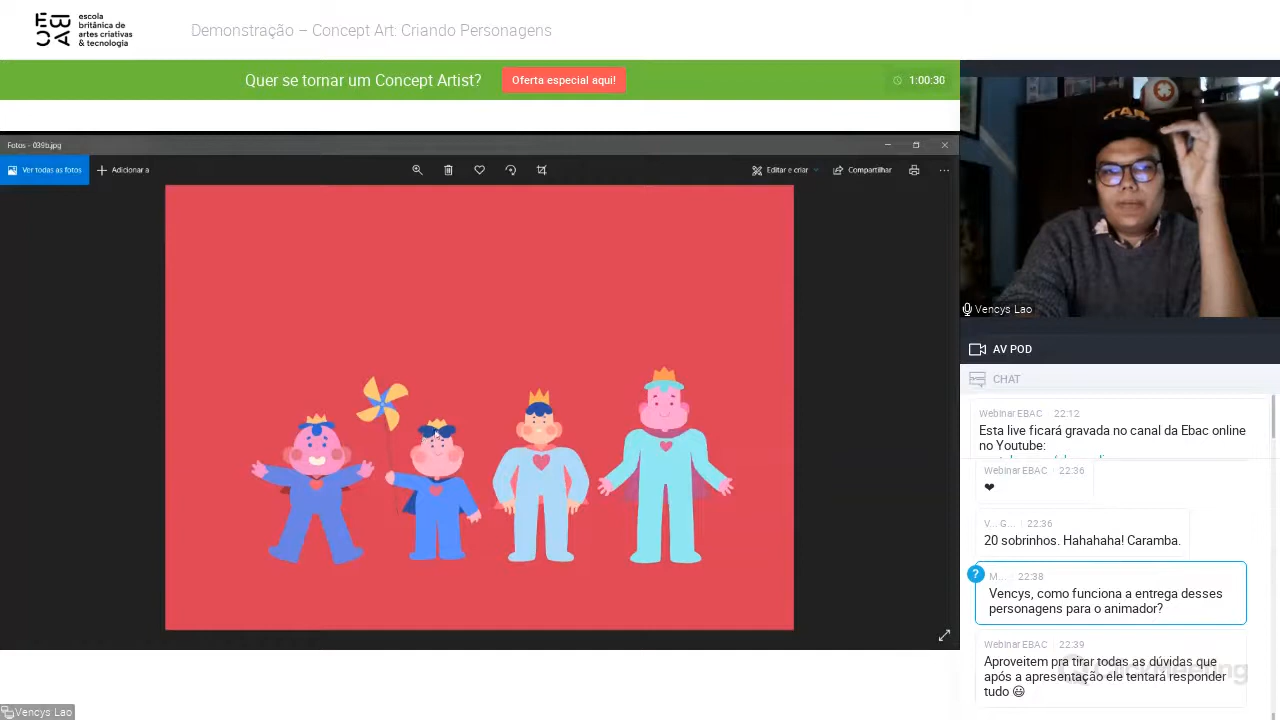 EBAC
escola
britânica de
artes criativas
& tecnologia
Demonstração – Concept Art: Criando Personagens
Quer se tornar um Concept Artist?
Oferta especial aqui!
1:00:30
Fotos - 039b.jpg
Ver todas as fotos
Adicionar a
Editar e criar
Compartilhar
STAR
Vencys Lao
AV POD
CHAT
Webinar EBAC 22:12
Esta live ficará gravada no canal da Ebac online
no Youtube:
Webinar EBAC 22:36
❤
V... G... 22:36
20 sobrinhos. Hahahaha! Caramba.
?
M... 22:38
Vencys, como funciona a entrega desses
personagens para o animador?
Webinar EBAC 22:39
Aproveitem pra tirar todas as dúvidas que
após a apresentação ele tentará responder
tudo 😃
ClickMeeting
Vencys Lao